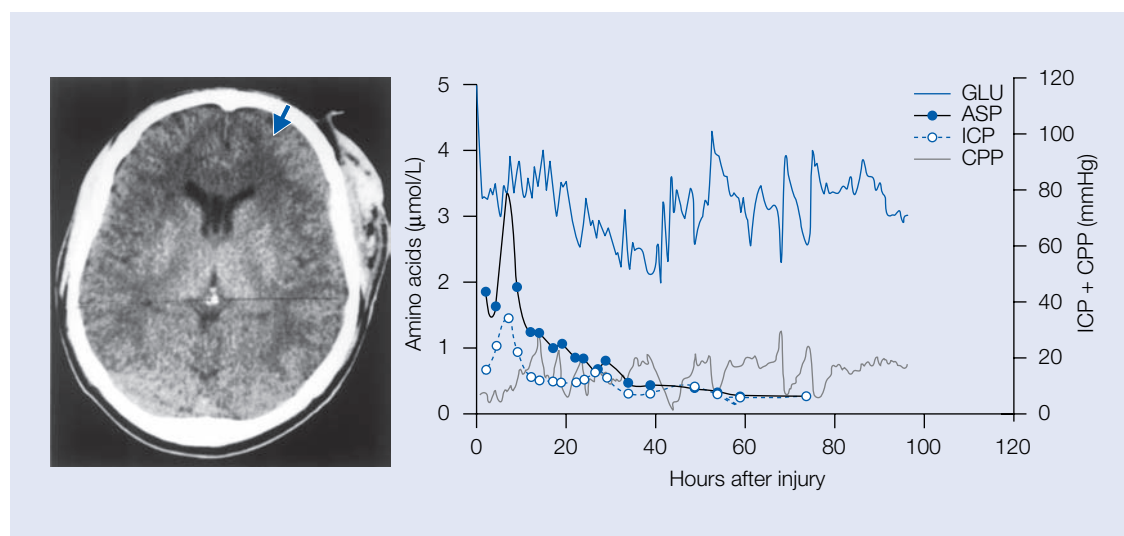 5
4
3
2
1
0
Amino acids (μmol/L)
0
20
40
60
80
100
120
Hours after injury
120
100
80
60
40
20
0
ICP + CPP (mmHg)
GLU
ASP
ICP
CPP